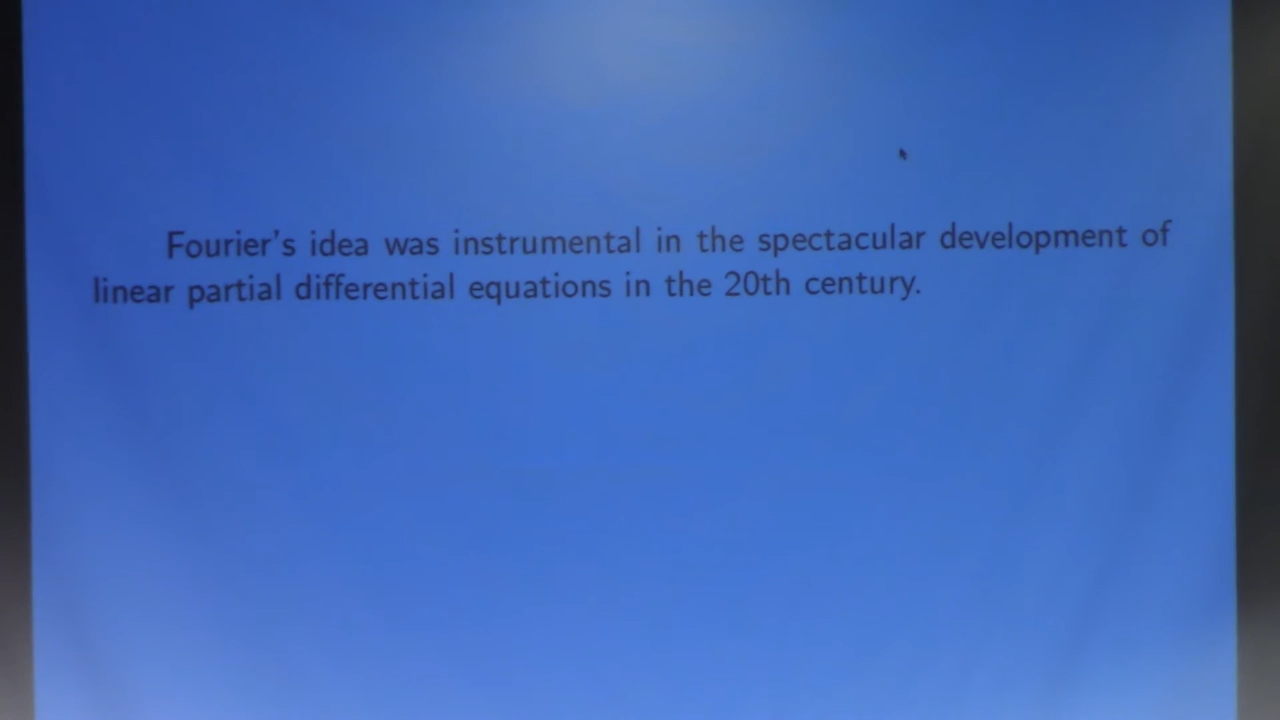 Fourier's idea was instrumental in the spectacular development of
linear partial differential equations in the 20th century.